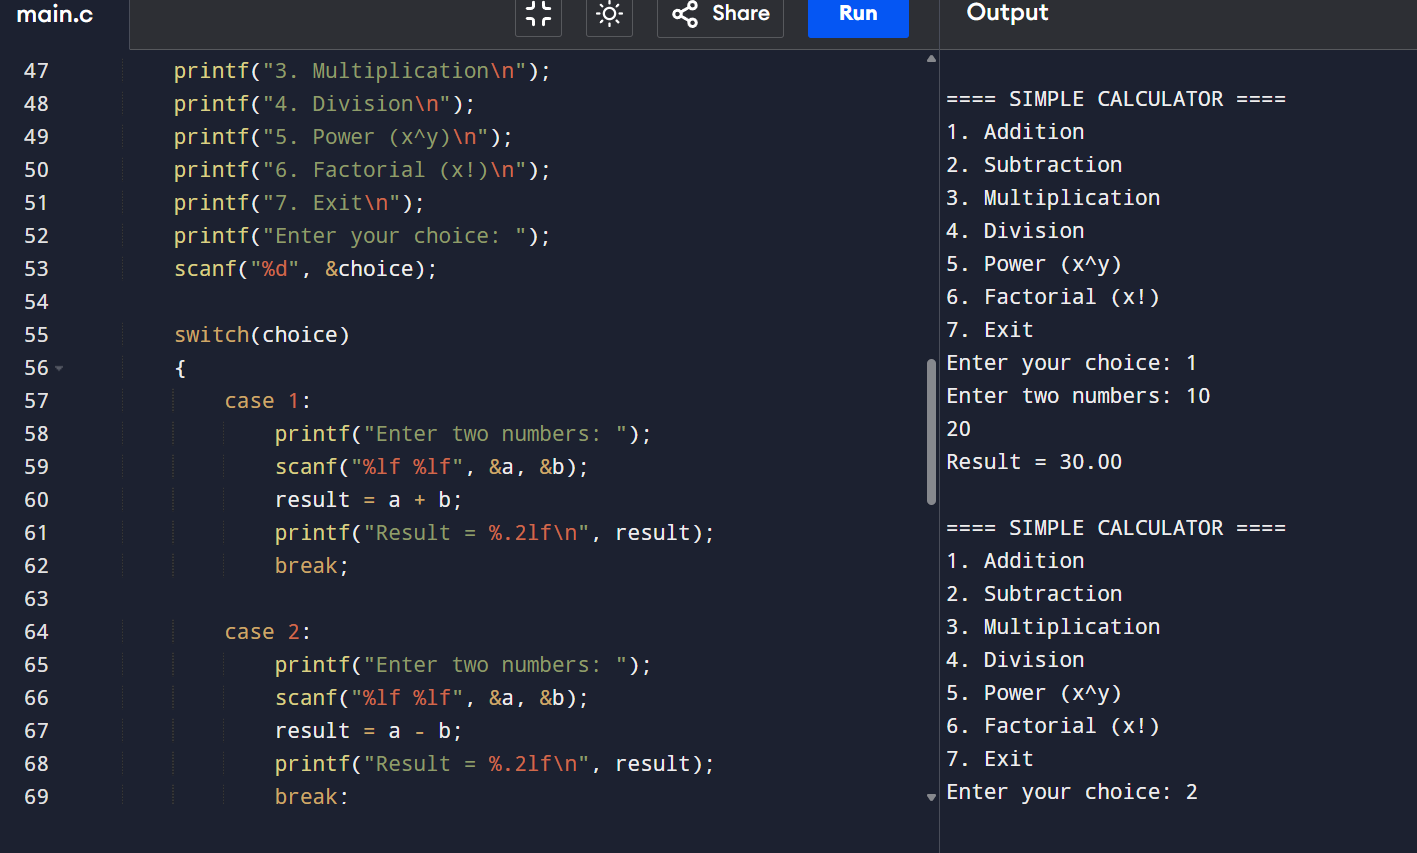 main.c
Share
Run
Output
47 printf("3. Multiplication\n");
48 printf("4. Division\n");
49 printf("5. Power (x^y)\n");
50 printf("6. Factorial (x!)\n");
51 printf("7. Exit\n");
52 printf("Enter your choice: ");
53 scanf("%d", &choice);
54
55 switch(choice)
56 {
57 case 1:
58 printf("Enter two numbers: ");
59 scanf("%lf %lf", &a, &b);
60 result = a + b;
61 printf("Result = %.2lf\n", result);
62 break;
63
64 case 2:
65 printf("Enter two numbers: ");
66 scanf("%lf %lf", &a, &b);
67 result = a - b;
68 printf("Result = %.2lf\n", result);
69 break:
==== SIMPLE CALCULATOR ====
1. Addition
2. Subtraction
3. Multiplication
4. Division
5. Power (x^y)
6. Factorial (x!)
7. Exit
Enter your choice: 1
Enter two numbers: 10
20
Result = 30.00
==== SIMPLE CALCULATOR ====
1. Addition
2. Subtraction
3. Multiplication
4. Division
5. Power (x^y)
6. Factorial (x!)
7. Exit
Enter your choice: 2